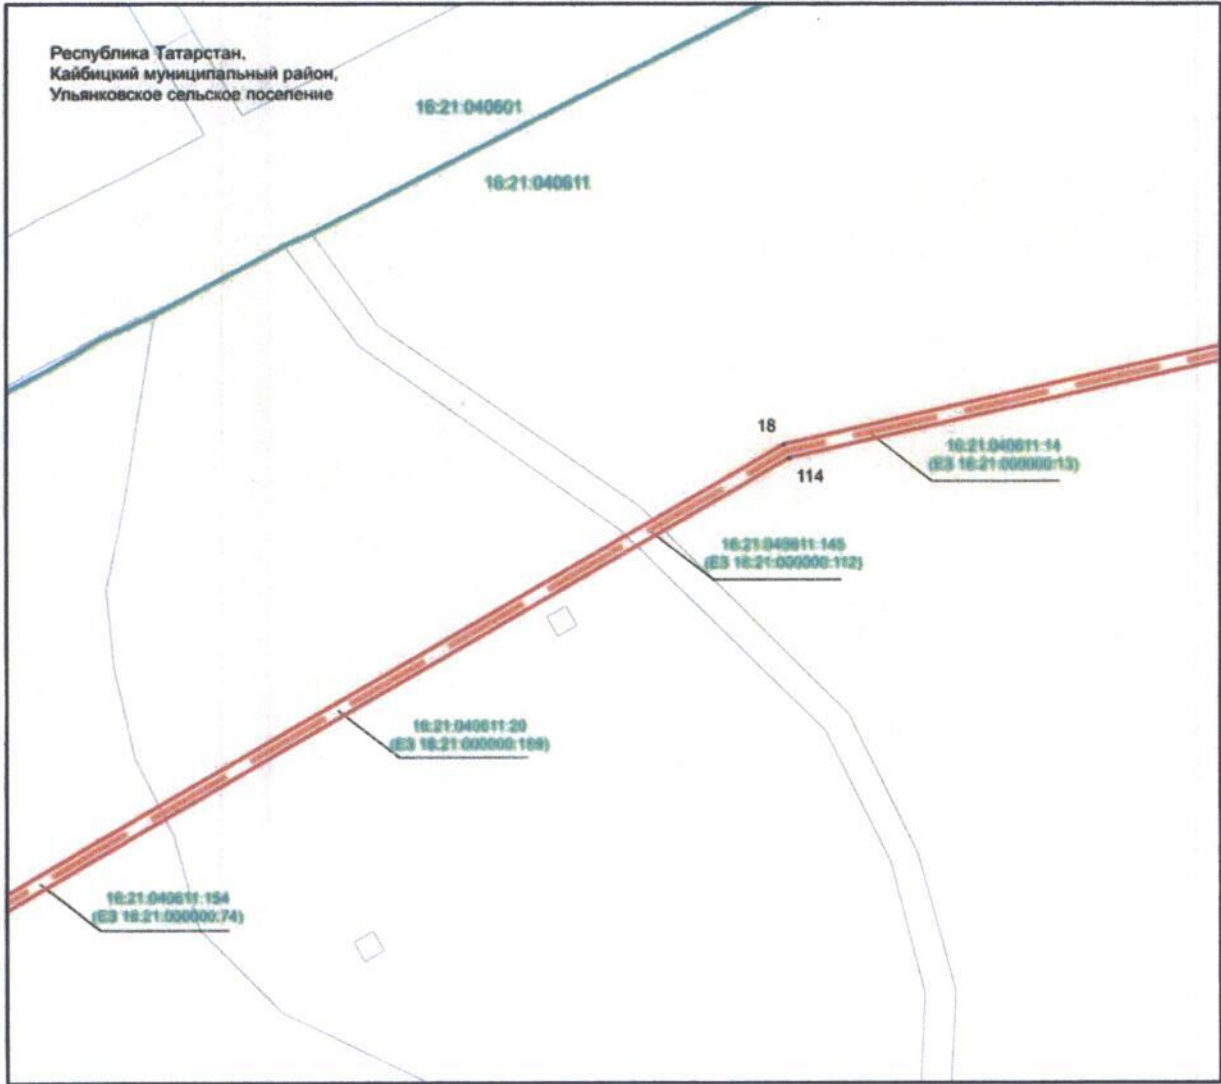 Республика Татарстан,
Кайбицкий муниципальный район,
Ульянковское сельское поселение
16:21:040601
16:21:040611
18
114
16:21:040611:14
(ЕЗ 16:21:000000:13)
16:21:040611:145
(ЕЗ 16:21:000000:112)
16:21:040611:20
(ЕЗ 16:21:000000:169)
16:21:040611:154
(ЕЗ 16:21:000000:74)